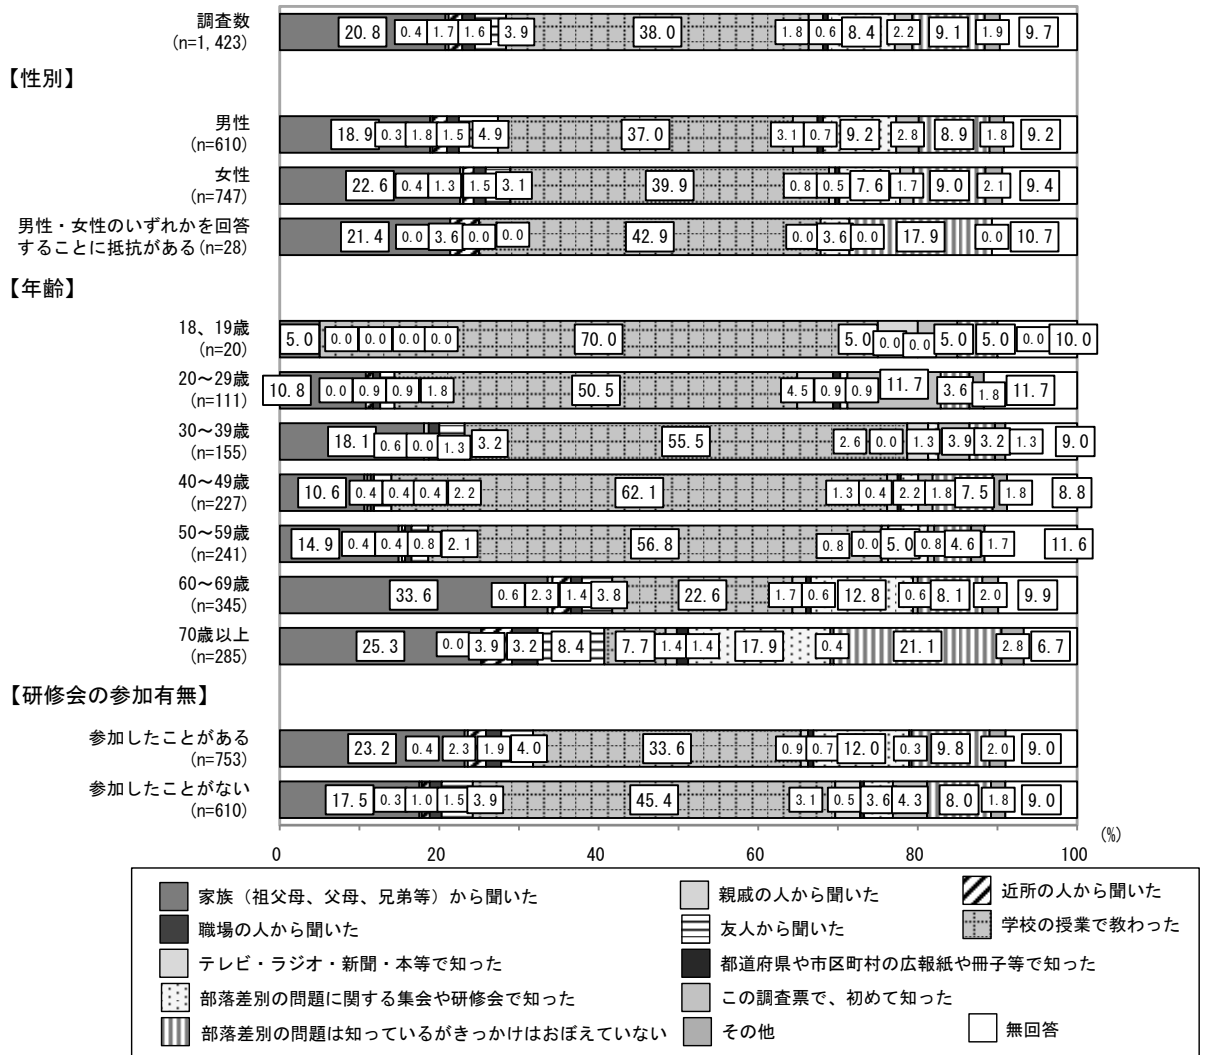 調査数
(n=1,423)
20.8 0.4 1.7 1.6 3.9 38.0 1.8 0.6 8.4 2.2 9.1 1.9 9.7
【性別】
男性
(n=610)
18.9 0.3 1.8 1.5 4.9 37.0 3.1 0.7 9.2 2.8 8.9 1.8 9.2
女性
(n=747)
22.6 0.4 1.3 1.5 3.1 39.9 0.8 0.5 7.6 1.7 9.0 2.1 9.4
男性・女性のいずれかを回答
することに抵抗がある(n=28)
21.4 0.0 3.6 0.0 0.0 42.9 0.0 3.6 0.0 17.9 0.0 10.7
【年齢】
18、19歳
(n=20)
5.0 0.0 0.0 0.0 0.0 70.0 5.0 0.0 0.0 5.0 5.0 0.0 10.0
20～29歳
(n=111)
10.8 0.0 0.9 0.9 1.8 50.5 4.5 0.9 0.9 11.7 3.6 1.8 11.7
30～39歳
(n=155)
18.1 0.6 0.0 1.3 3.2 55.5 2.6 0.0 1.3 3.9 3.2 1.3 9.0
40～49歳
(n=227)
10.6 0.4 0.4 0.4 2.2 62.1 1.3 0.4 2.2 1.8 7.5 1.8 8.8
50～59歳
(n=241)
14.9 0.4 0.4 0.8 2.1 56.8 0.8 0.0 5.0 0.8 4.6 1.7 11.6
60～69歳
(n=345)
33.6 0.6 2.3 1.4 3.8 22.6 1.7 0.6 12.8 0.6 8.1 2.0 9.9
70歳以上
(n=285)
25.3 0.0 3.9 3.2 8.4 7.7 1.4 1.4 17.9 0.4 21.1 2.8 6.7
【研修会の参加有無】
参加したことがある
(n=753)
23.2 0.4 2.3 1.9 4.0 33.6 0.9 0.7 12.0 0.3 9.8 2.0 9.0
参加したことがない
(n=610)
17.5 0.3 1.0 1.5 3.9 45.4 3.1 0.5 3.6 4.3 8.0 1.8 9.0
0 20 40 60 80 100 (%)
家族（祖父母、父母、兄弟等）から聞いた 親戚の人から聞いた 近所の人から聞いた
職場の人から聞いた 友人から聞いた 学校の授業で教わった
テレビ・ラジオ・新聞・本等で知った 都道府県や市区町村の広報紙や冊子等で知った
部落差別の問題に関する集会や研修会で知った この調査票で、初めて知った
部落差別の問題は知っているがきっかけはおぼえていない その他 無回答